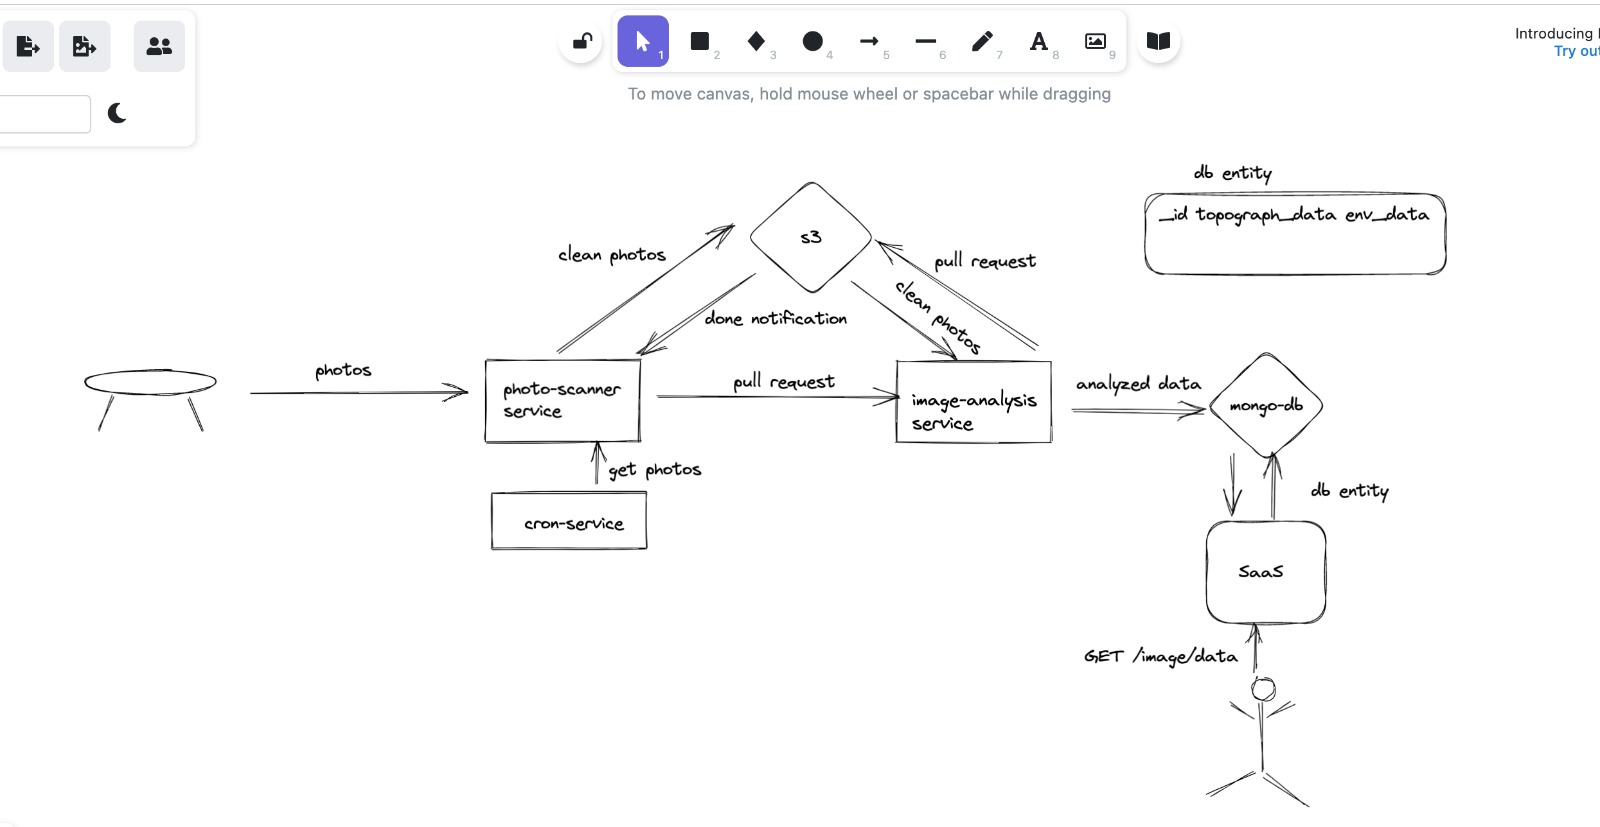 1
2
3
4
5
6
7
8
9
Introducing
Try out
To move canvas, hold mouse wheel or spacebar while dragging
db entity
_id topograph_data env_data
s3
clean photos
pull request
clean photos
done notification
photos
photo-scanner
service
pull request
image-analysis
service
analyzed data
mongo-db
get photos
cron-service
db entity
SaaS
GET /image/data